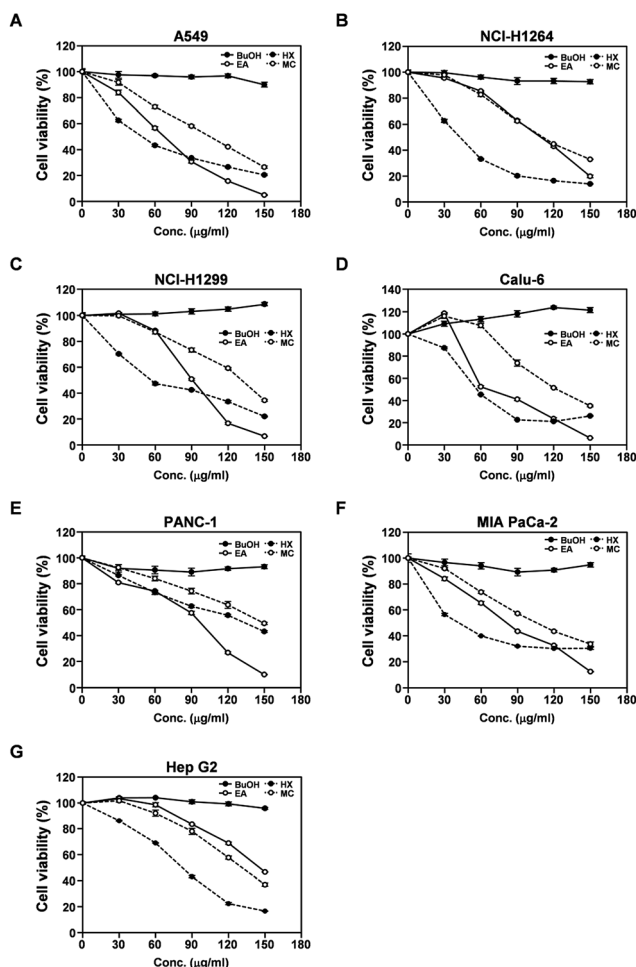 A
A549
BuOH HX
EA MC
120
100
80
60
40
20
0
Cell viability (%)
0 30 60 90 120 150 180
Conc. (μg/ml)
B
NCI-H1264
BuOH HX
EA MC
120
100
80
60
40
20
0
Cell viability (%)
0 30 60 90 120 150 180
Conc. (μg/ml)
C
NCI-H1299
120
100
80
60
40
20
0
Cell viability (%)
BuOH HX
EA MC
0 30 60 90 120 150 180
Conc. (μg/ml)
D
Calu-6
140
120
100
80
60
40
20
0
Cell viability (%)
BuOH HX
EA MC
0 30 60 90 120 150 180
Conc. (μg/ml)
E
PANC-1
BuOH HX
EA MC
120
100
80
60
40
20
0
Cell viability (%)
0 30 60 90 120 150 180
Conc. (μg/ml)
F
MIA PaCa-2
BuOH HX
EA MC
120
100
80
60
40
20
0
Cell viability (%)
0 30 60 90 120 150 180
Conc. (μg/ml)
G
Hep G2
BuOH HX
EA MC
120
100
80
60
40
20
0
Cell viability (%)
0 30 60 90 120 150 180
Conc. (μg/ml)